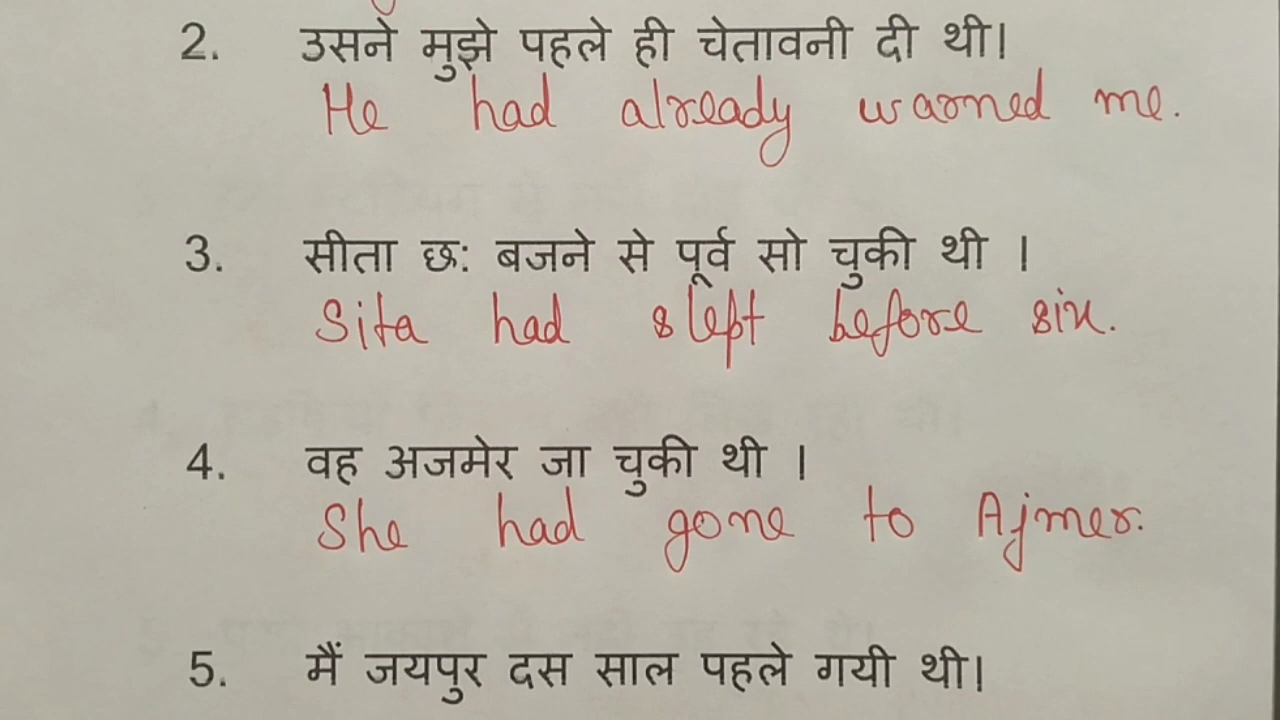 2. उसने मुझे पहले ही चेतावनी दी थी।
He had already warned me.
3. सीता छः बजने से पूर्व सो चुकी थी ।
Sita had slept before six.
4. वह अजमेर जा चुकी थी ।
She had gone to Ajmer.
5. मैं जयपुर दस साल पहले गयी थी।